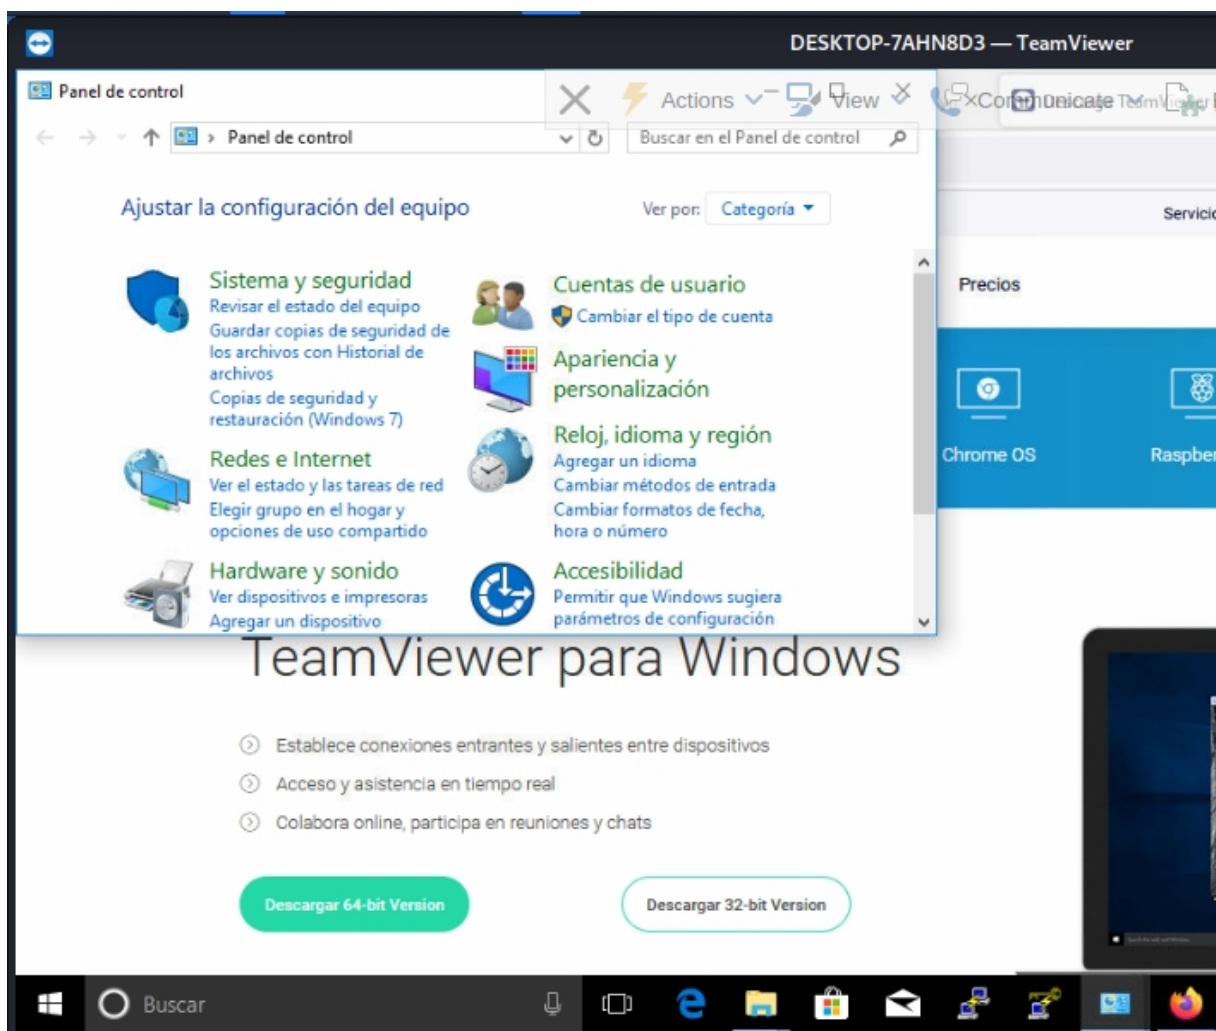 DESKTOP-7AHN8D3 — TeamViewer
Panel de control
Actions
View
Communicate
Descarge TeamViewer
Panel de control
Buscar en el Panel de control
Ajustar la configuración del equipo
Ver por:
Categoría
Servicio
Precios
Sistema y seguridad
Revisar el estado del equipo
Guardar copias de seguridad de
los archivos con Historial de
archivos
Copias de seguridad y
restauración (Windows 7)
Redes e Internet
Ver el estado y las tareas de red
Elegir grupo en el hogar y
opciones de uso compartido
Hardware y sonido
Ver dispositivos e impresoras
Agregar un dispositivo
Cuentas de usuario
Cambiar el tipo de cuenta
Apariencia y
personalización
Reloj, idioma y región
Agregar un idioma
Cambiar métodos de entrada
Cambiar formatos de fecha,
hora o número
Accesibilidad
Permitir que Windows sugiera
parámetros de configuración
Chrome OS
Raspber
TeamViewer para Windows
Establece conexiones entrantes y salientes entre dispositivos
Acceso y asistencia en tiempo real
Colabora online, participa en reuniones y chats
Descargar 64-bit Version
Descargar 32-bit Version
Buscar